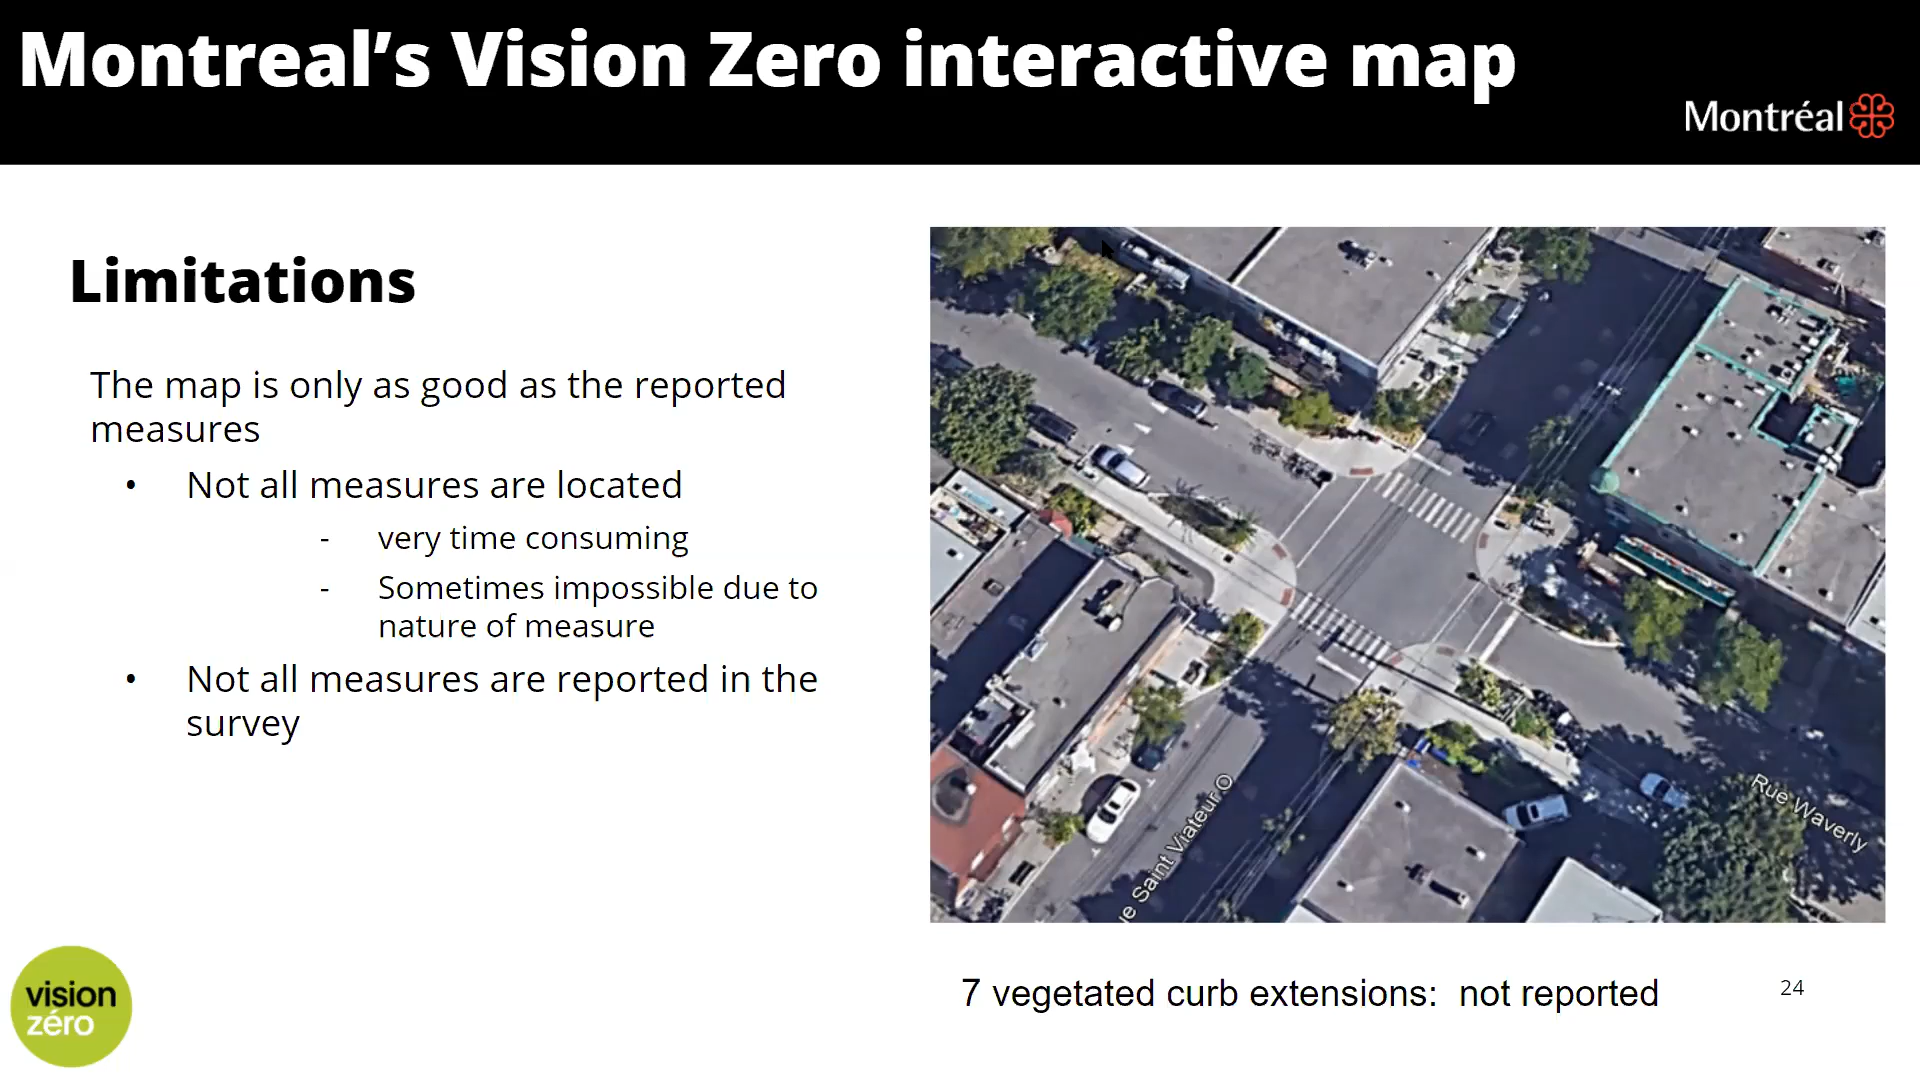 Montreal’s Vision Zero interactive map
Montréal
Limitations
The map is only as good as the reported
measures
• Not all measures are located
- very time consuming
- Sometimes impossible due to
nature of measure
• Not all measures are reported in the
survey
ue Saint Viateur O
Rue Waverly
7 vegetated curb extensions: not reported
24
vision
zéro